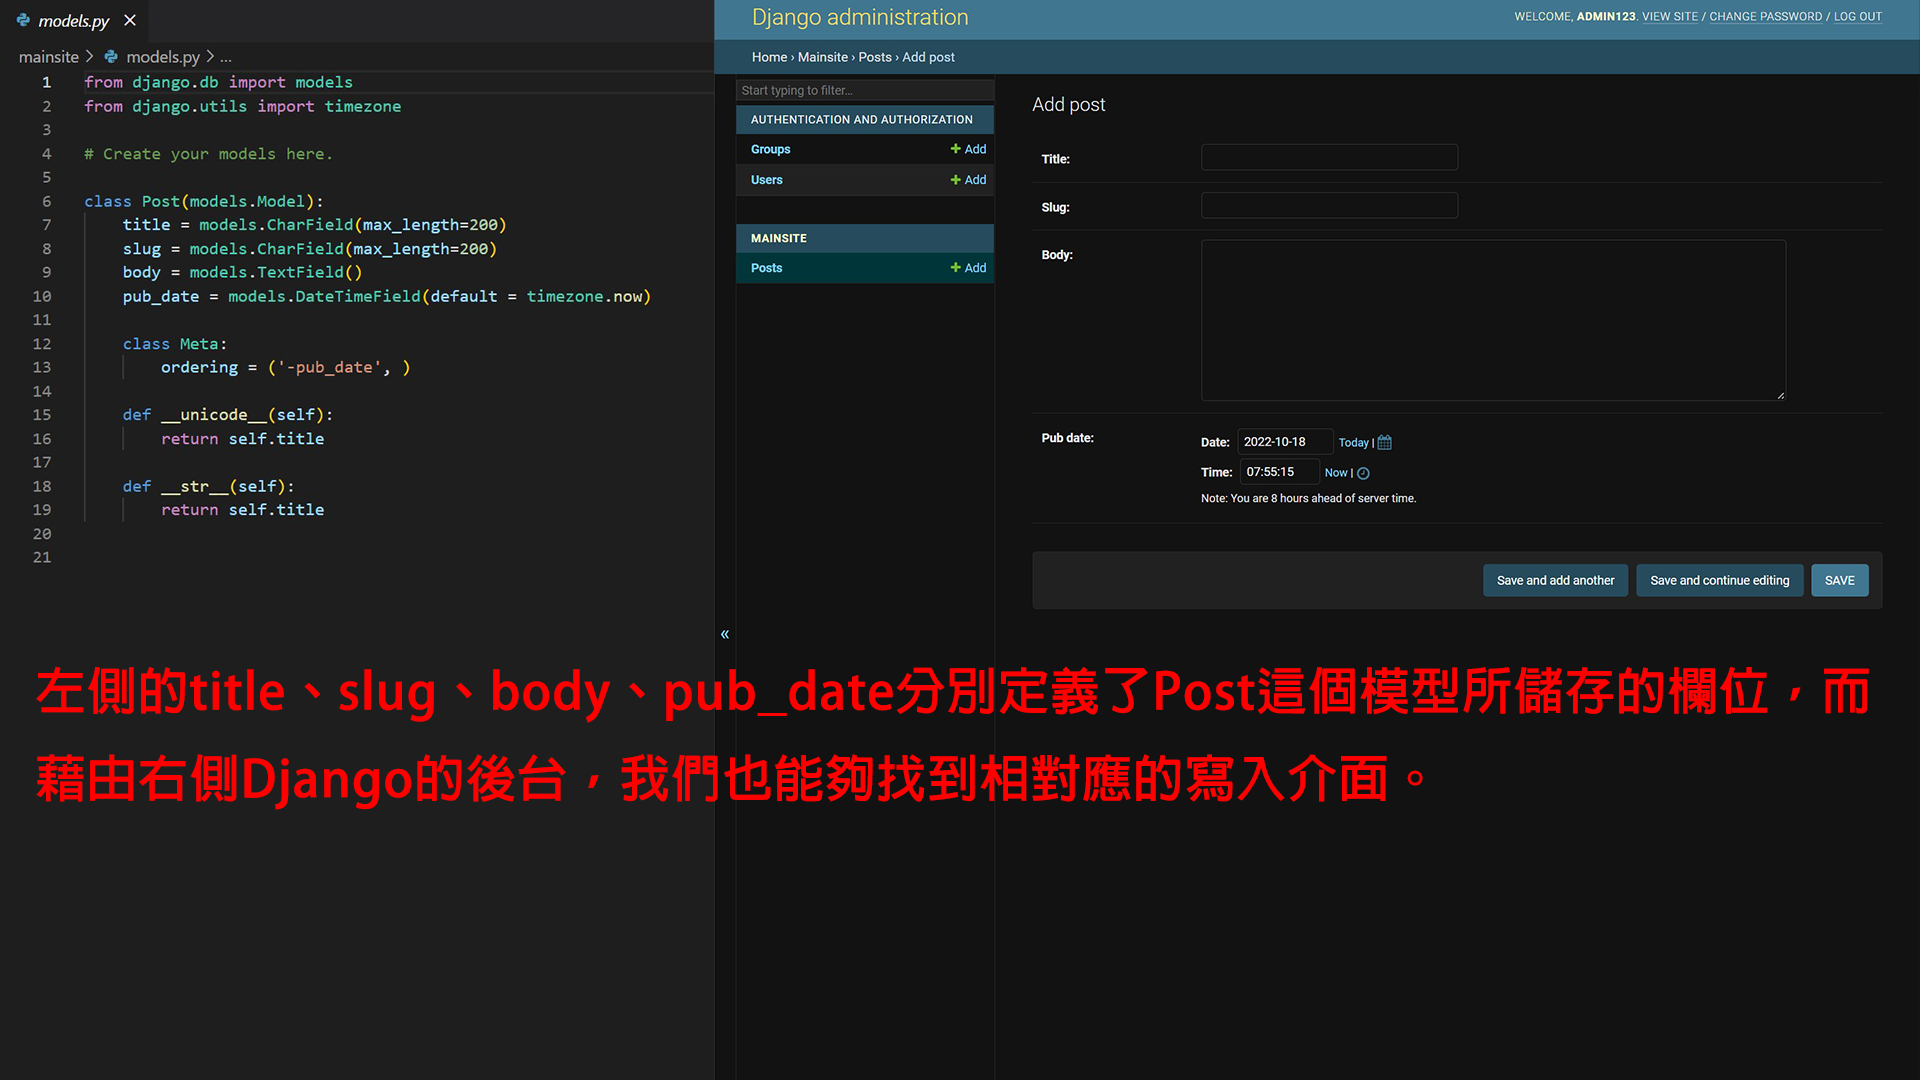 models.py
mainsite > models.py > ...
1 from django.db import models
2 from django.utils import timezone
3
4 # Create your models here.
5
6 class Post(models.Model):
7 title = models.CharField(max_length=200)
8 slug = models.CharField(max_length=200)
9 body = models.TextField()
10 pub_date = models.DateTimeField(default = timezone.now)
11
12 class Meta:
13 ordering = ('-pub_date', )
14
15 def __unicode__(self):
16 return self.title
17
18 def __str__(self):
19 return self.title
20
21
Django administration
WELCOME, ADMIN123. VIEW SITE / CHANGE PASSWORD / LOG OUT
Home › Mainsite › Posts › Add post
Start typing to filter...
AUTHENTICATION AND AUTHORIZATION
Groups + Add
Users + Add
MAINSITE
Posts + Add
«
Add post
Title:
Slug:
Body:
Pub date:
Date: 2022-10-18 Today |
Time: 07:55:15 Now |
Note: You are 8 hours ahead of server time.
Save and add another Save and continue editing SAVE
左側的title、slug、body、pub_date分別定義了Post這個模型所儲存的欄位，而
藉由右側Django的後台，我們也能夠找到相對應的寫入介面。